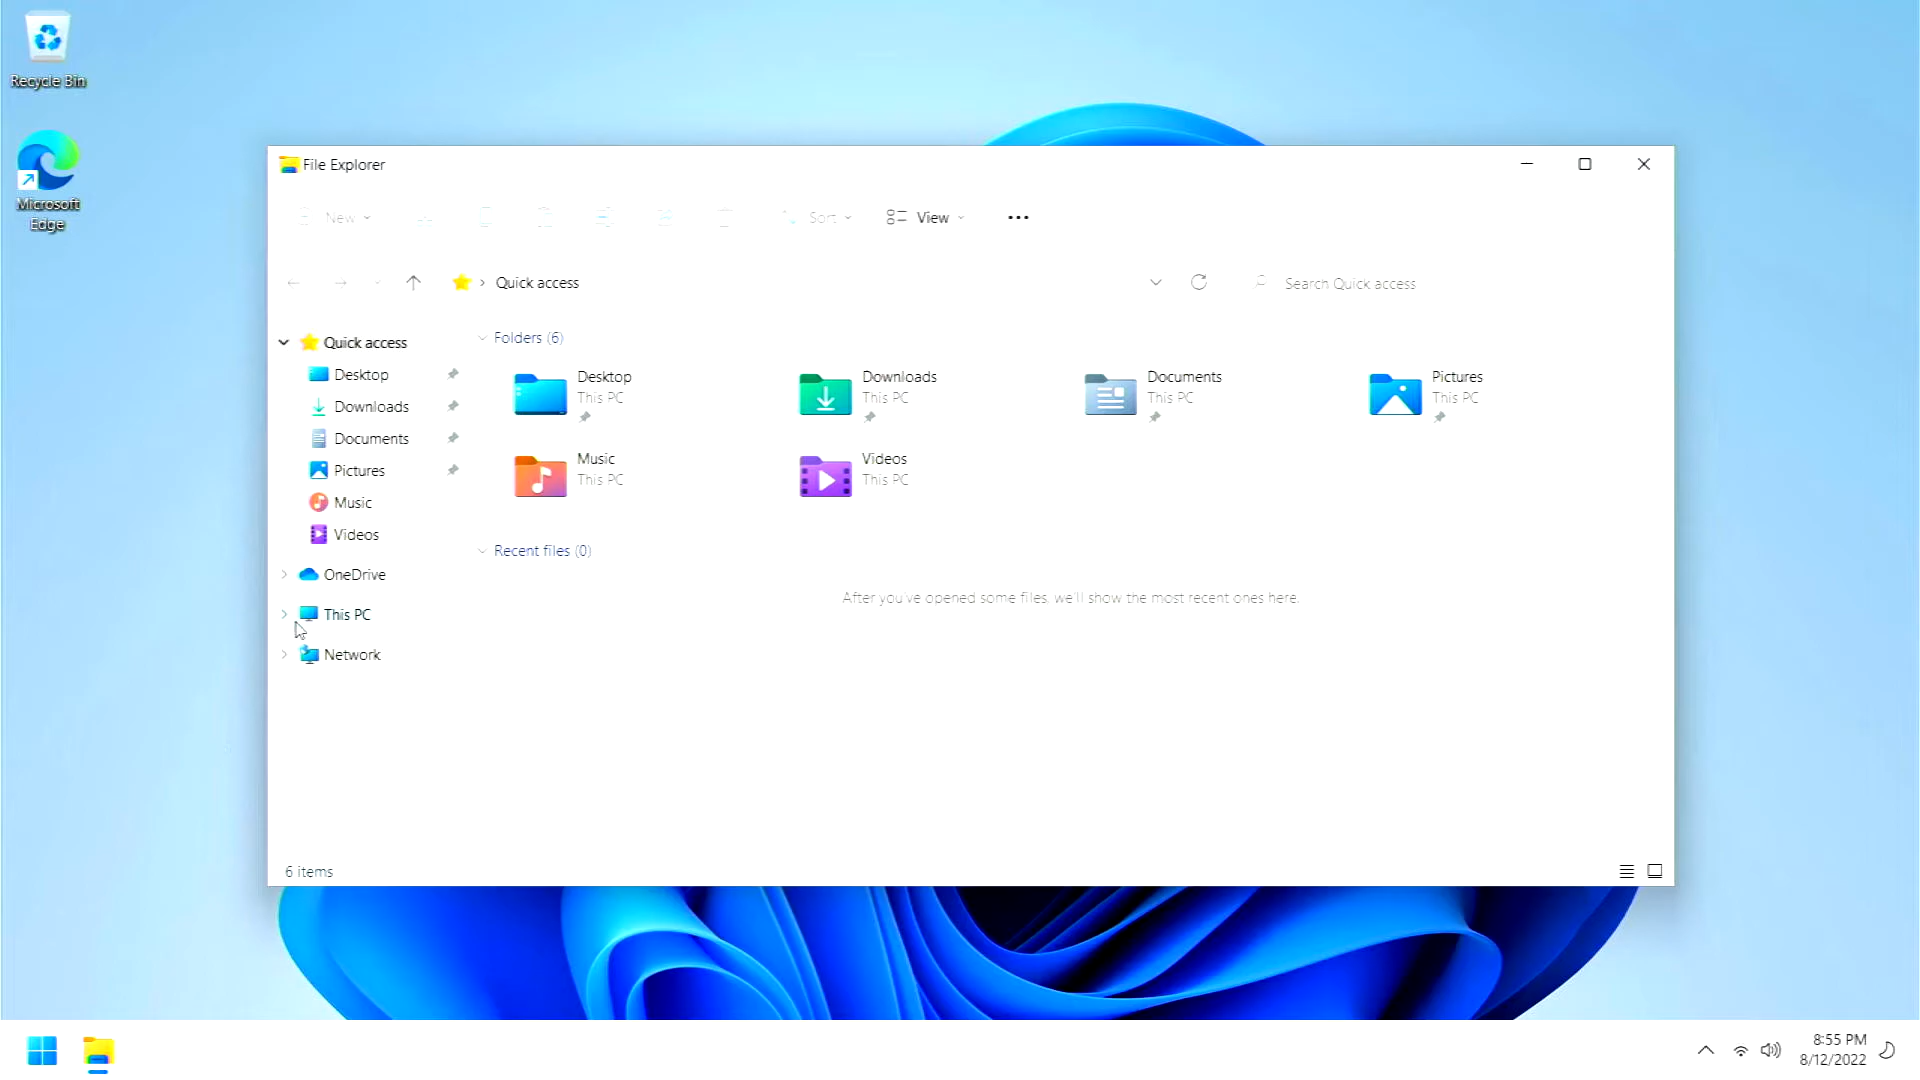 Recycle Bin
Microsoft
Edge
File Explorer
New
Sort
View
Quick access
Search Quick access
Quick access
Desktop
Downloads
Documents
Pictures
Music
Videos
OneDrive
This PC
Network
Folders (6)
Desktop
This PC
Downloads
This PC
Documents
This PC
Pictures
This PC
Music
This PC
Videos
This PC
Recent files (0)
After you've opened some files, we'll show the most recent ones here.
6 items
8:55 PM
8/12/2022